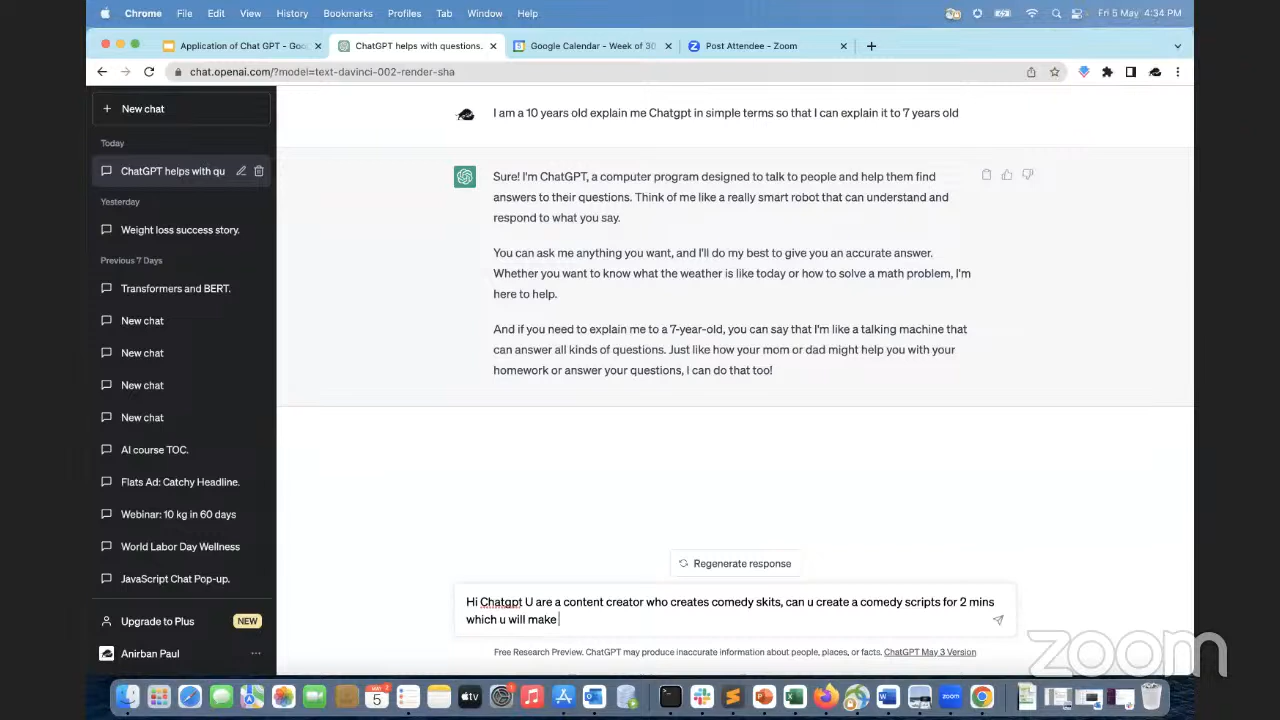 Chrome File Edit View History Bookmarks Profiles Tab Window Help Fri 5 May 4:34 PM
Application of Chat GPT - Goo ChatGPT helps with questions. Google Calendar - Week of 30 Post Attendee - Zoom
chat.openai.com/?model=text-davinci-002-render-sha
New chat
Today
ChatGPT helps with qu
Yesterday
Weight loss success story.
Previous 7 Days
Transformers and BERT.
New chat
New chat
New chat
New chat
AI course TOC.
Flats Ad: Catchy Headline.
Webinar: 10 kg in 60 days
World Labor Day Wellness
JavaScript Chat Pop-up.
Upgrade to Plus NEW
Anirban Paul
I am a 10 years old explain me Chatgpt in simple terms so that I can explain it to 7 years old
Sure! I'm ChatGPT, a computer program designed to talk to people and help them find
answers to their questions. Think of me like a really smart robot that can understand and
respond to what you say.
You can ask me anything you want, and I'll do my best to give you an accurate answer.
Whether you want to know what the weather is like today or how to solve a math problem, I'm
here to help.
And if you need to explain me to a 7-year-old, you can say that I'm like a talking machine that
can answer all kinds of questions. Just like how your mom or dad might help you with your
homework or answer your questions, I can do that too!
Regenerate response
Hi Chatgpt U are a content creator who creates comedy skits, can u create a comedy scripts for 2 mins
which u will make
Free Research Preview. ChatGPT may produce inaccurate information about people, places, or facts. ChatGPT May 3 Version
zoom
5
tv
zoom